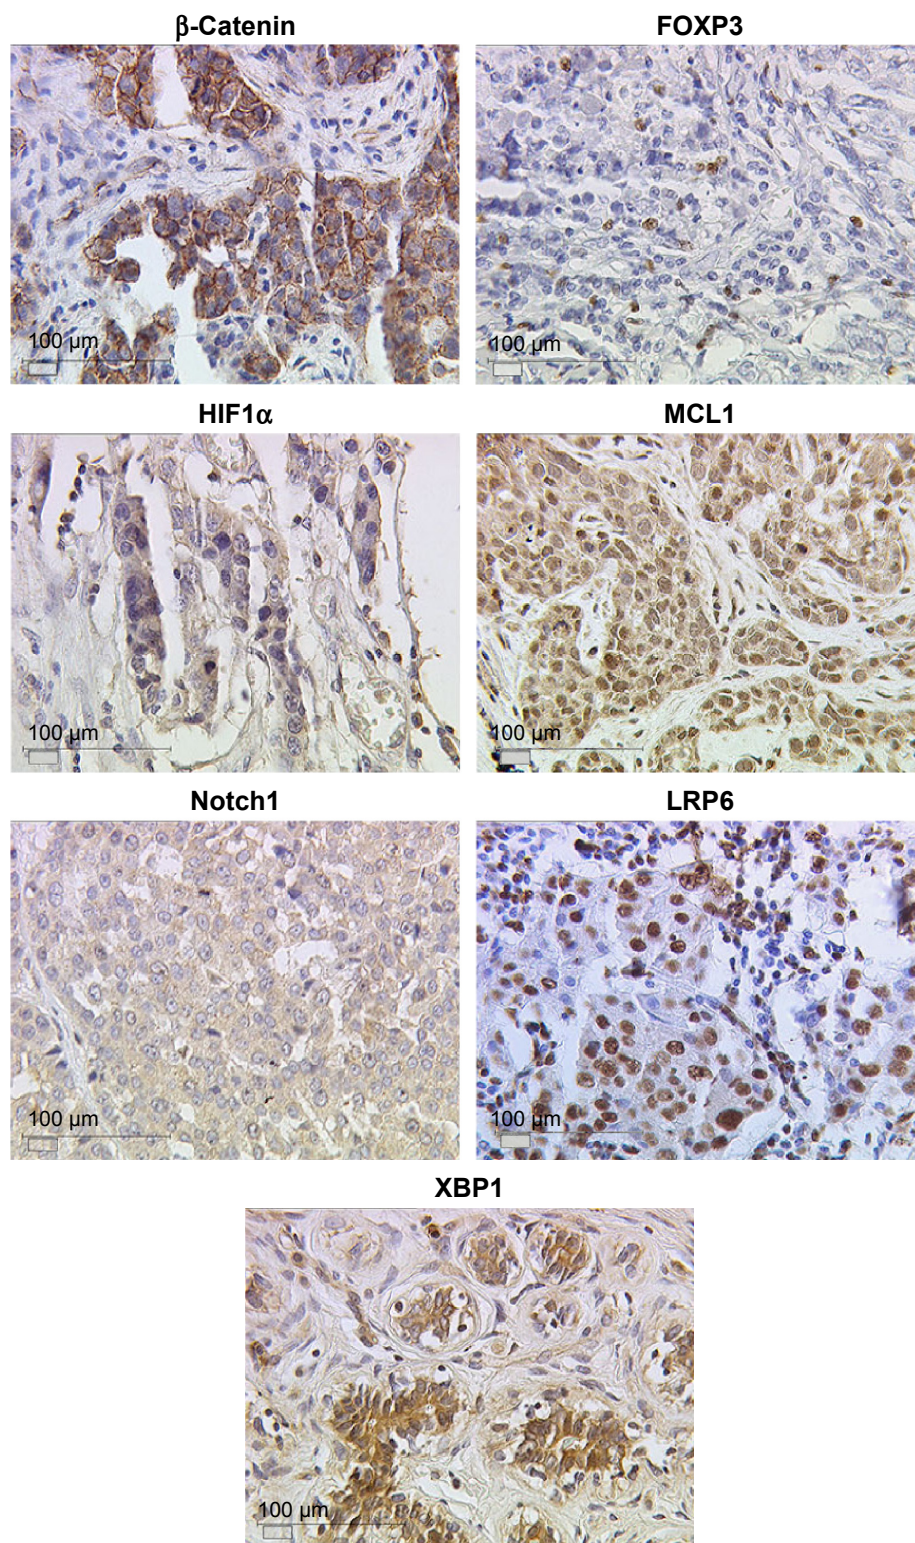 β-Catenin
FOXP3
100 µm
100 µm
HIF1α
MCL1
100 µm
100 µm
Notch1
LRP6
100 µm
100 µm
XBP1
100 µm